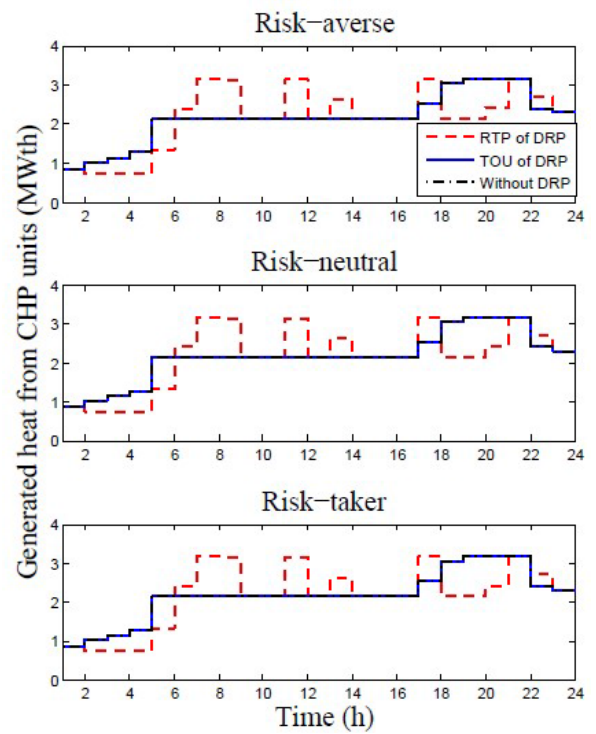 Risk−averse
4
3
2
1
0
RTP of DRP
TOU of DRP
Without DRP
2 4 6 8 10 12 14 16 18 20 22 24
Generated heat from CHP units (MWth)
Risk−neutral
4
3
2
1
0
2 4 6 8 10 12 14 16 18 20 22 24
Risk−taker
4
3
2
1
0
2 4 6 8 10 12 14 16 18 20 22 24
Time (h)